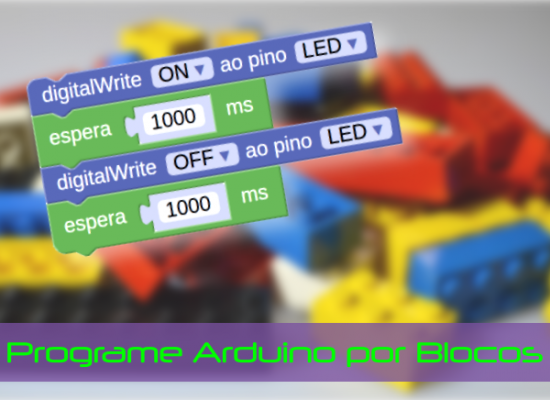 digitalWrite ON ▾ ao pino LED ▾
espera 1000 ms
digitalWrite OFF ▾ ao pino LED ▾
espera 1000 ms
Programe Arduino por Blocos